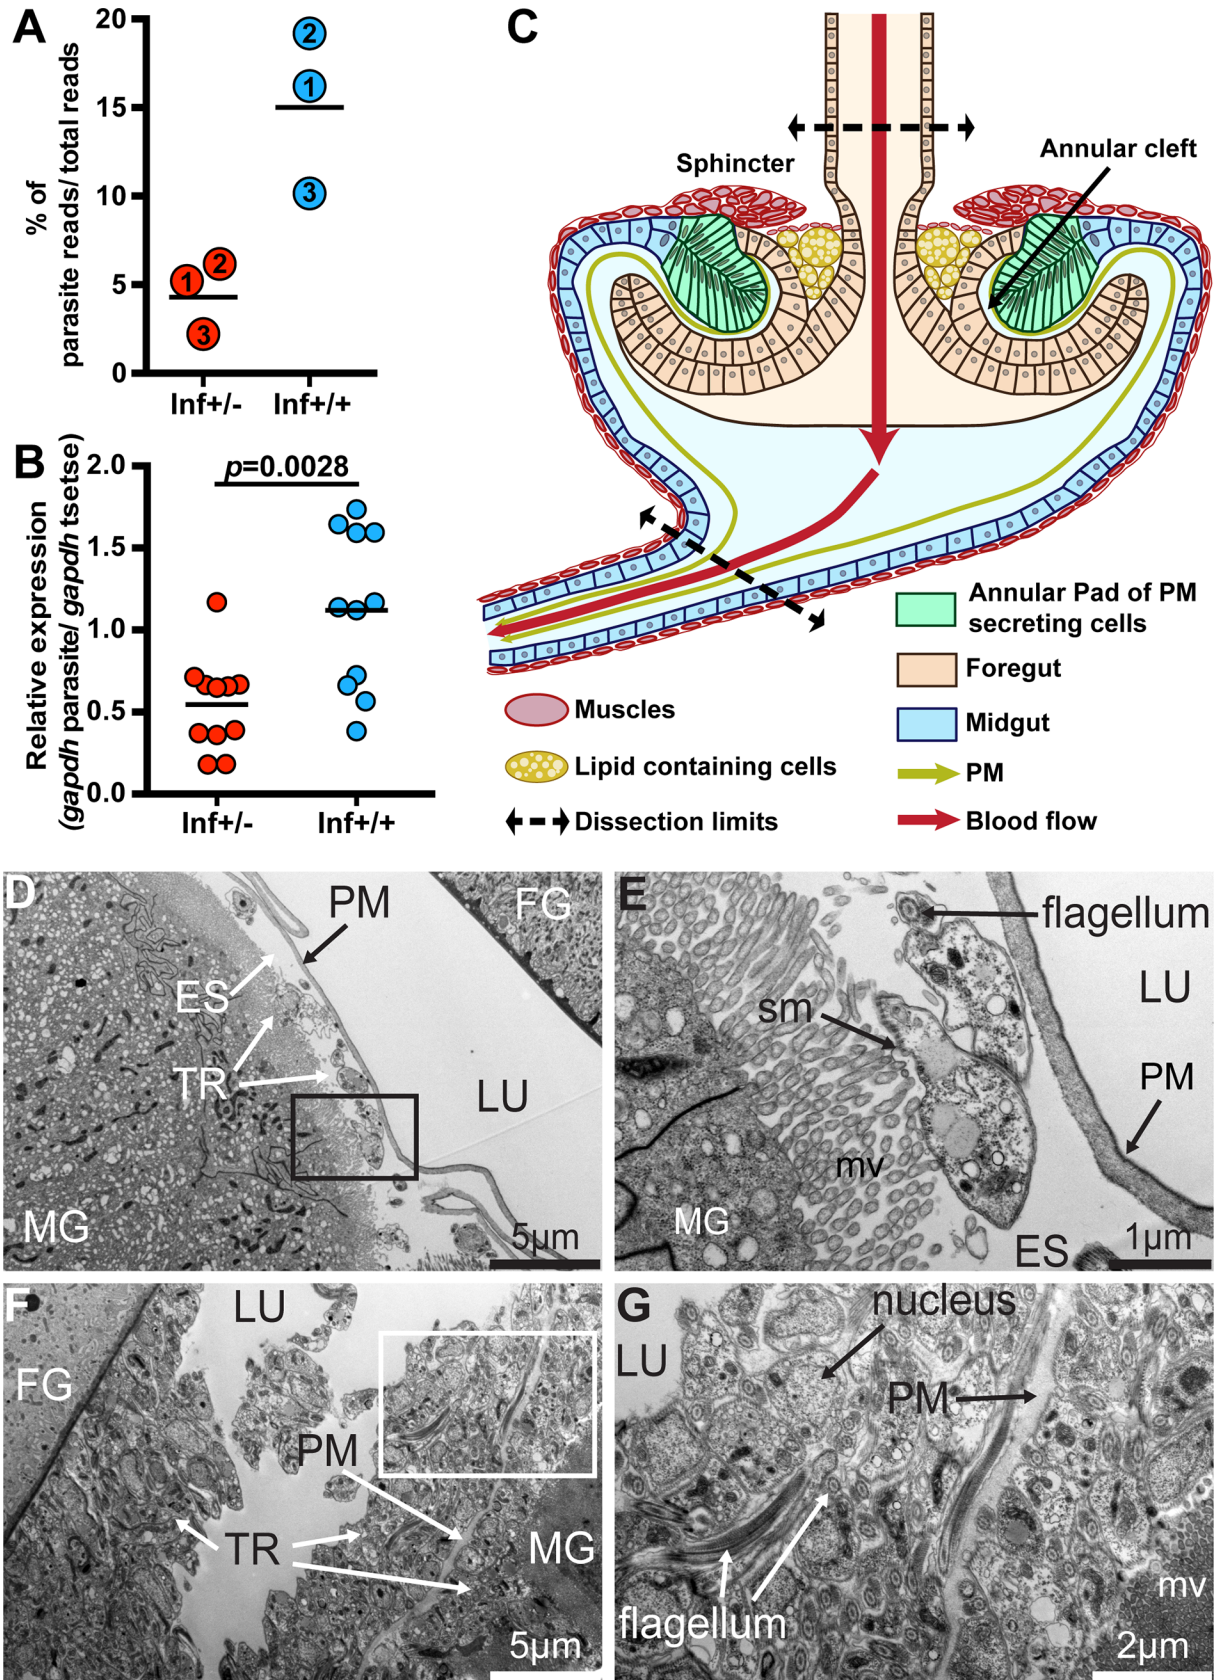 A
% of
parasite reads/ total reads
20
15
10
5
0
2
1
3
1
2
3
Inf+/-
Inf+/+
B
Relative expression
(gapdh parasite/ gapdh tsetse)
2.0
1.5
1.0
0.5
0.0
p=0.0028
Inf+/-
Inf+/+
C
Sphincter
Annular cleft
Annular Pad of PM
secreting cells
Foregut
Midgut
PM
Blood flow
Muscles
Lipid containing cells
Dissection limits
D
PM
FG
ES
TR
LU
MG
5µm
E
flagellum
LU
sm
PM
mv
MG
ES
1µm
F
LU
FG
PM
TR
MG
5µm
G
nucleus
LU
PM
flagellum
mv
2µm